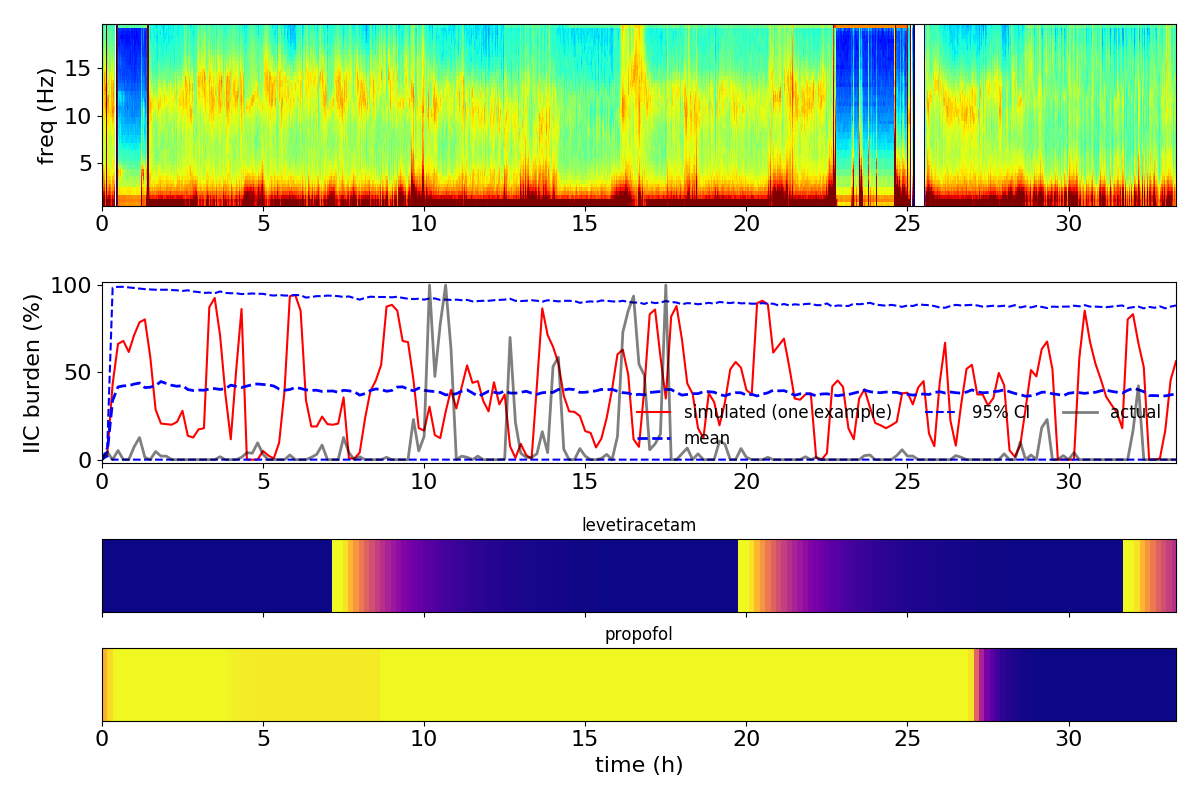 freq (Hz)
15
10
5
0 5 10 15 20 25 30
IIC burden (%)
100
50
0
simulated (one example)
mean
95% CI
actual
0 5 10 15 20 25 30
levetiracetam
propofol
0 5 10 15 20 25 30
time (h)